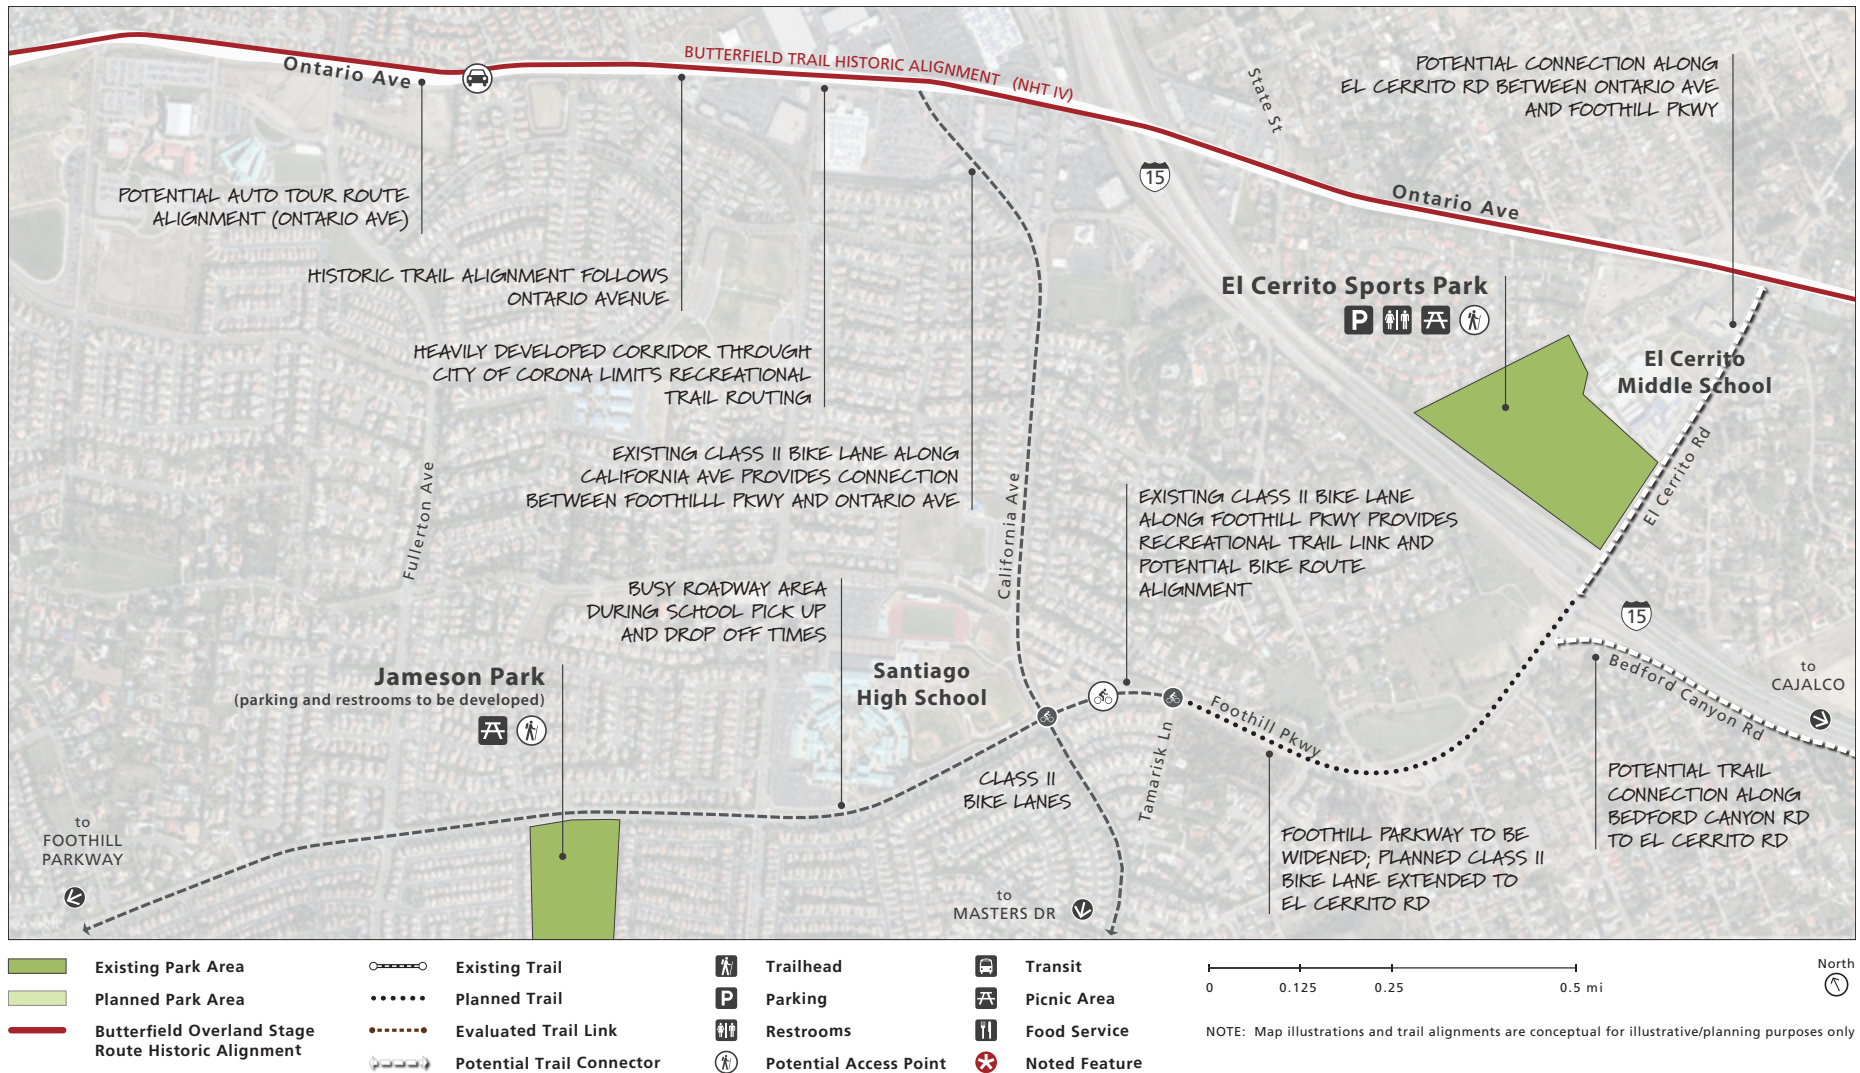 Ontario Ave
BUTTERFIELD TRAIL HISTORIC ALIGNMENT (NHT IV)
State St
POTENTIAL CONNECTION ALONG
EL CERRITO RD BETWEEN ONTARIO AVE
AND FOOTHILL PKWY
15
POTENTIAL AUTO TOUR ROUTE
ALIGNMENT (ONTARIO AVE)
Ontario Ave
HISTORIC TRAIL ALIGNMENT FOLLOWS
ONTARIO AVENUE
El Cerrito Sports Park
P
HEAVILY DEVELOPED CORRIDOR THROUGH
CITY OF CORONA LIMITS RECREATIONAL
TRAIL ROUTING
El Cerrito
Middle School
EXISTING CLASS II BIKE LANE ALONG
CALIFORNIA AVE PROVIDES CONNECTION
BETWEEN FOOTHILLL PKWY AND ONTARIO AVE
Fullerton Ave
California Ave
EXISTING CLASS II BIKE LANE
ALONG FOOTHILL PKWY PROVIDES
RECREATIONAL TRAIL LINK AND
POTENTIAL BIKE ROUTE
ALIGNMENT
El Cerrito Rd
BUSY ROADWAY AREA
DURING SCHOOL PICK UP
AND DROP OFF TIMES
15
Jameson Park
(parking and restrooms to be developed)
Santiago
High School
Foothill Pkwy
Bedford Canyon Rd
to
CAJALCO
Tamarisk Ln
CLASS II
BIKE LANES
POTENTIAL TRAIL
CONNECTION ALONG
BEDFORD CANYON RD
TO EL CERRITO RD
to
FOOTHILL
PARKWAY
FOOTHILL PARKWAY TO BE
WIDENED; PLANNED CLASS II
BIKE LANE EXTENDED TO
EL CERRITO RD
to
MASTERS DR
Existing Park Area
Planned Park Area
Butterfield Overland Stage
Route Historic Alignment
Existing Trail
Planned Trail
Evaluated Trail Link
Potential Trail Connector
Trailhead
P
Parking
Restrooms
Potential Access Point
Transit
Picnic Area
Food Service
Noted Feature
0 0.125 0.25 0.5 mi
North
NOTE: Map illustrations and trail alignments are conceptual for illustrative/planning purposes only